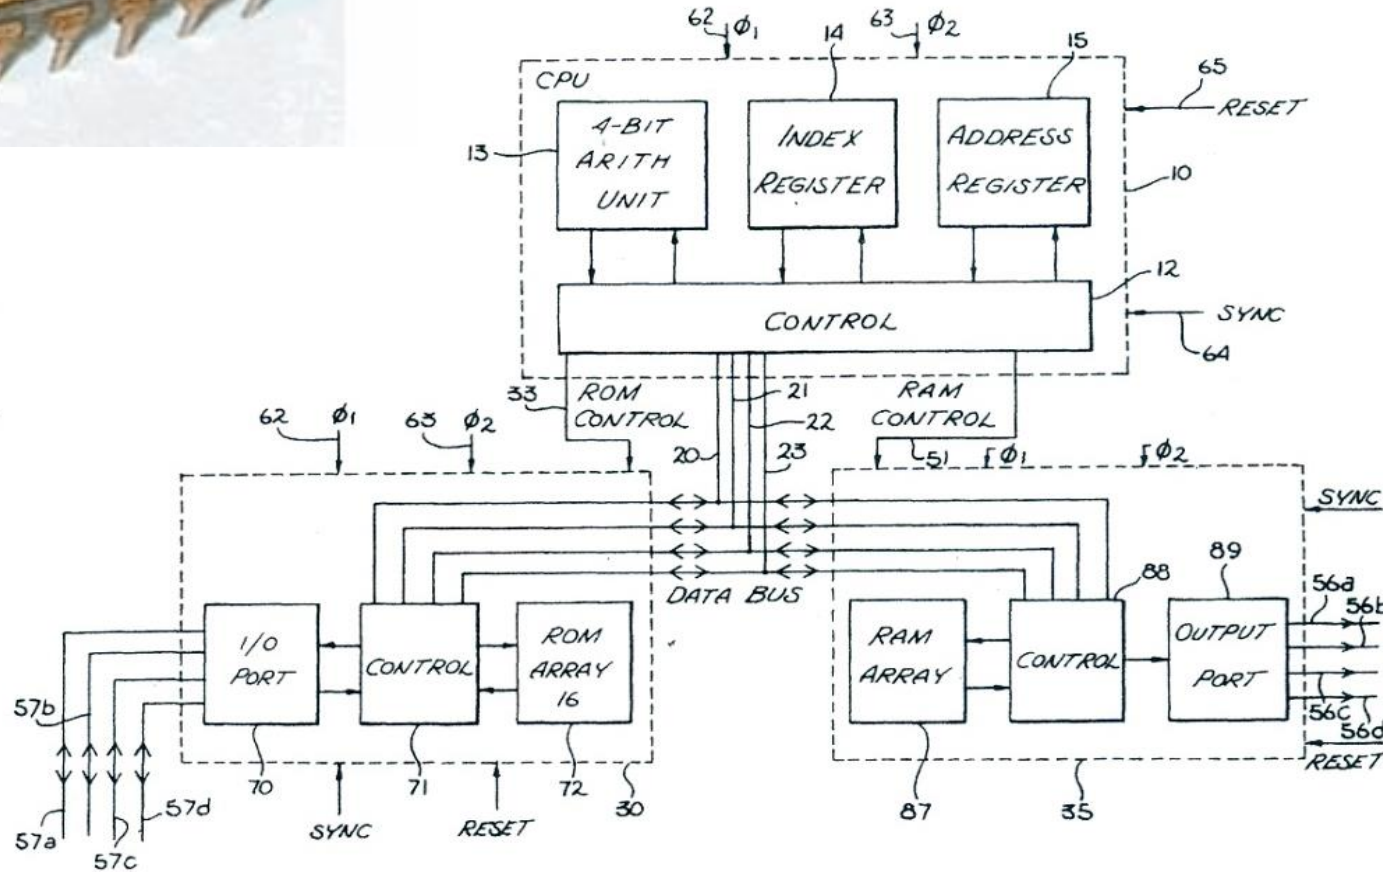 62 Φ1
63 Φ2
14
15
CPU
65
RESET
13
4-BIT
ARITH
UNIT
INDEX
REGISTER
ADDRESS
REGISTER
10
12
CONTROL
SYNC
64
33
ROM
CONTROL
21
22
RAM
CONTROL
62 Φ1
63 Φ2
20
23
51
Φ1
Φ2
SYNC
DATA BUS
88
89
56a
56b
I/O
PORT
CONTROL
ROM
ARRAY
16
RAM
ARRAY
CONTROL
OUTPUT
PORT
57b
56c
56d
RESET
70
71
72
30
87
35
57a
57d
57c
SYNC
RESET